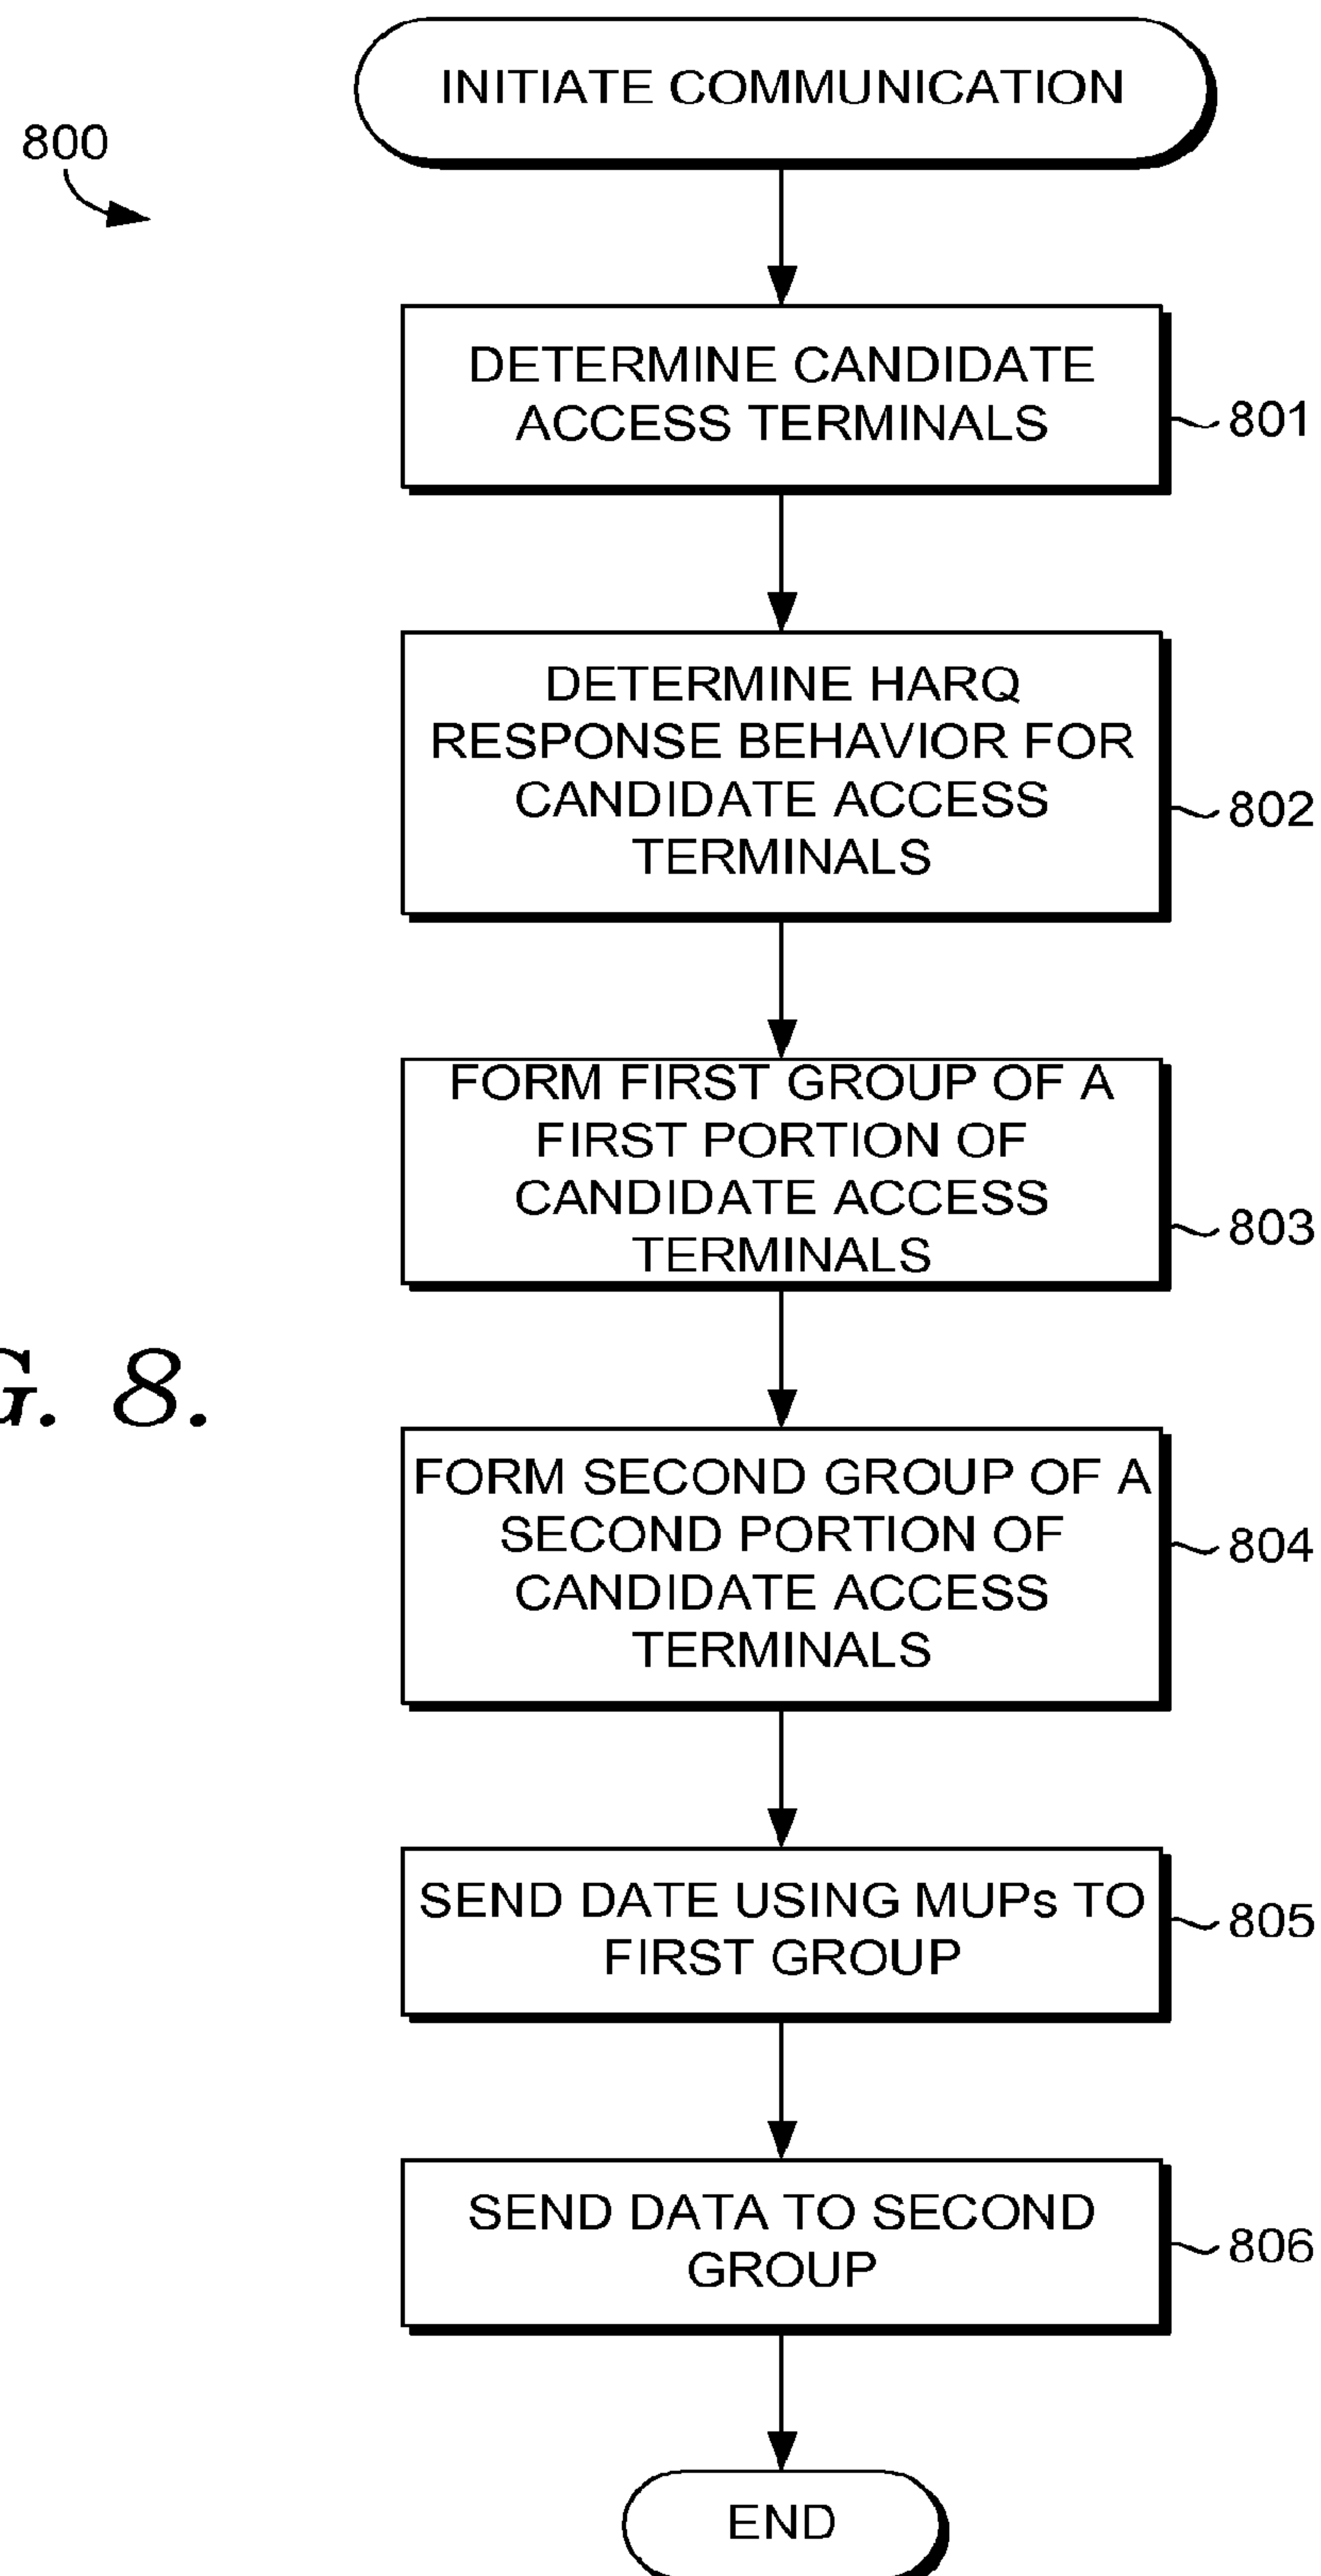 INITIATE COMMUNICATION
800
DETERMINE CANDIDATE
ACCESS TERMINALS
801
DETERMINE HARQ
RESPONSE BEHAVIOR FOR
CANDIDATE ACCESS
TERMINALS
802
FORM FIRST GROUP OF A
FIRST PORTION OF
CANDIDATE ACCESS
TERMINALS
803
G. 8.
FORM SECOND GROUP OF A
SECOND PORTION OF
CANDIDATE ACCESS
TERMINALS
804
SEND DATE USING MUPs TO
FIRST GROUP
805
SEND DATA TO SECOND
GROUP
806
END